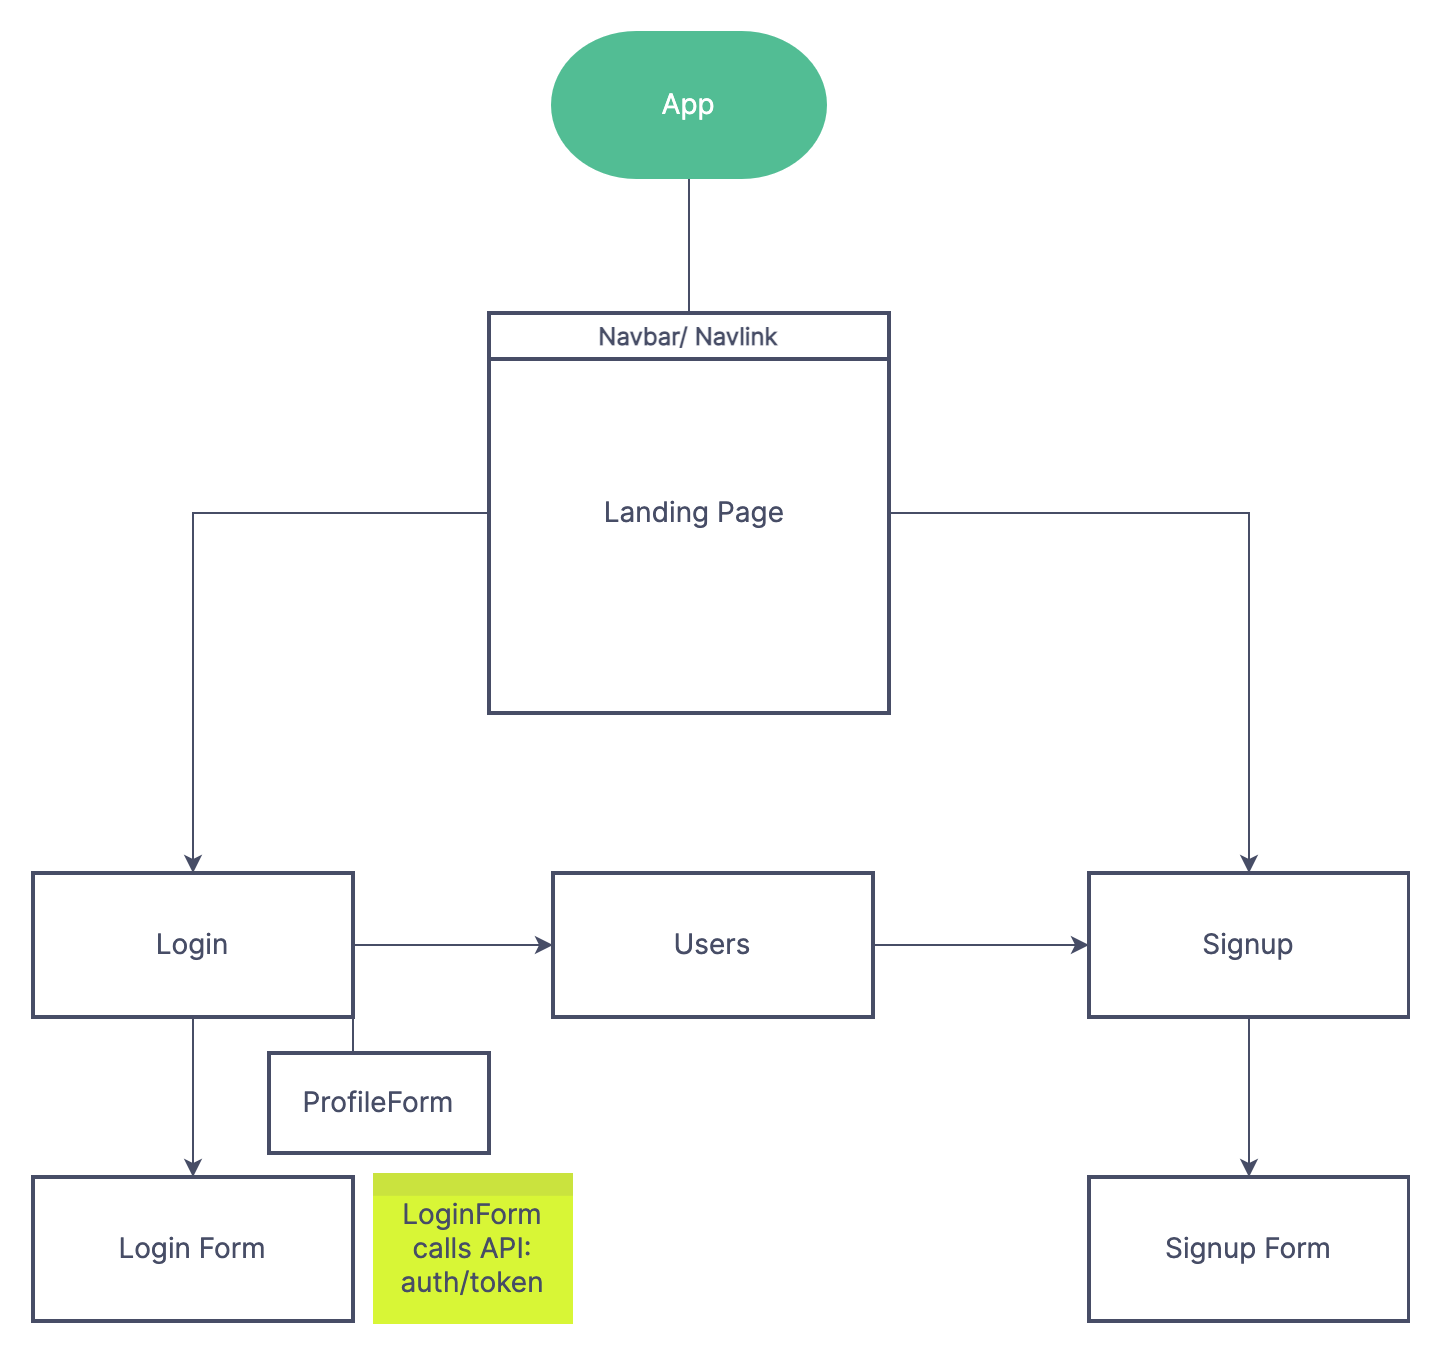 App
Navbar/ Navlink
Landing Page
Login
Users
Signup
ProfileForm
Login Form
LoginForm
calls API:
auth/token
Signup Form